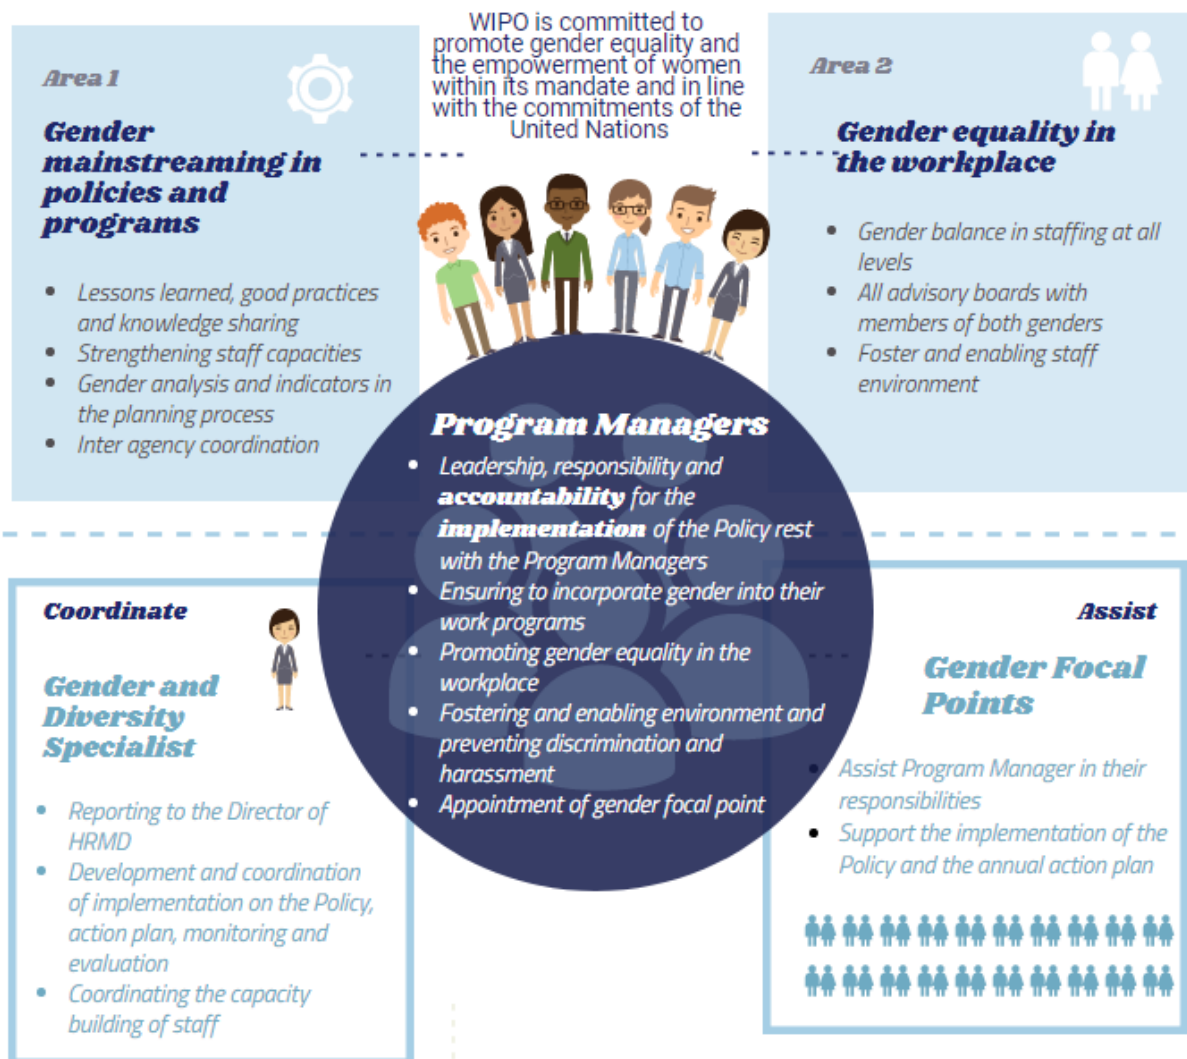 WIPO is committed to
promote gender equality and
the empowerment of women
within its mandate and in line
with the commitments of the
United Nations
Area 1
Gender
mainstreaming in
policies and
programs
• Lessons learned, good practices
and knowledge sharing
• Strengthening staff capacities
• Gender analysis and indicators in
the planning process
• Inter agency coordination
Area 2
Gender equality in
the workplace
• Gender balance in staffing at all
levels
• All advisory boards with
members of both genders
• Foster and enabling staff
environment
Program Managers
• Leadership, responsibility and
accountability for the
implementation of the Policy rest
with the Program Managers
• Ensuring to incorporate gender into their
work programs
• Promoting gender equality in the
workplace
• Fostering and enabling environment and
preventing discrimination and
harassment
• Appointment of gender focal point
Coordinate
Gender and
Diversity
Specialist
• Reporting to the Director of
HRMD
• Development and coordination
of implementation on the Policy,
action plan, monitoring and
evaluation
• Coordinating the capacity
building of staff
Assist
Gender Focal
Points
• Assist Program Manager in their
responsibilities
• Support the implementation of the
Policy and the annual action plan